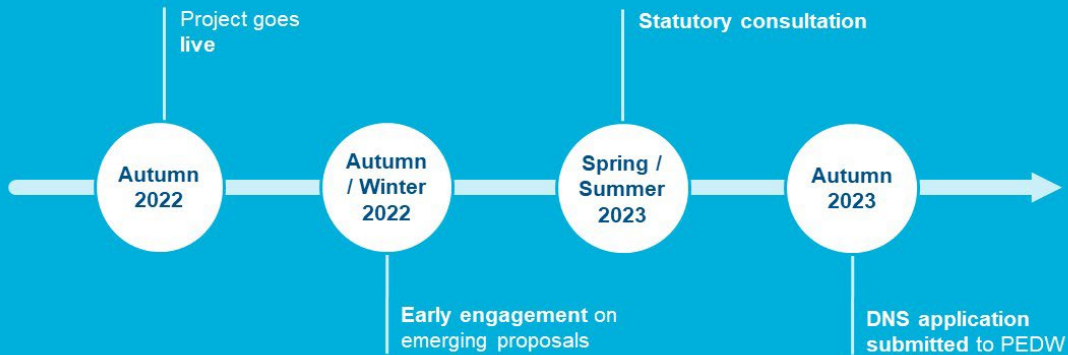 Project goes
live
Statutory consultation
Autumn
2022
Autumn
/ Winter
2022
Spring /
Summer
2023
Autumn
2023
Early engagement on
emerging proposals
DNS application
submitted to PEDW